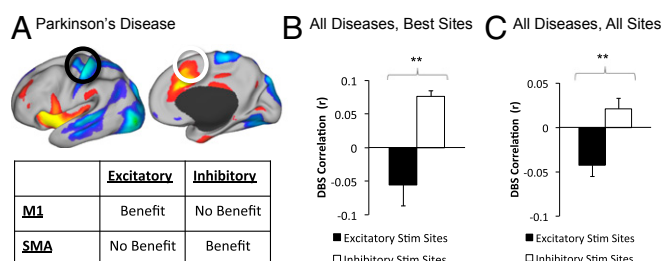 A Parkinson's Disease
Excitatory Inhibitory
M1 Benefit No Benefit
SMA No Benefit Benefit
B All Diseases, Best Sites
**
DBS Correlation (r)
0.1
0.05
0
-0.05
-0.1
Excitatory Stim Sites
Inhibitory Stim Sites
C All Diseases, All Sites
**
DBS Correlation (r)
0.05
0
-0.05
-0.1
Excitatory Stim Sites
Inhibitory Stim Sites